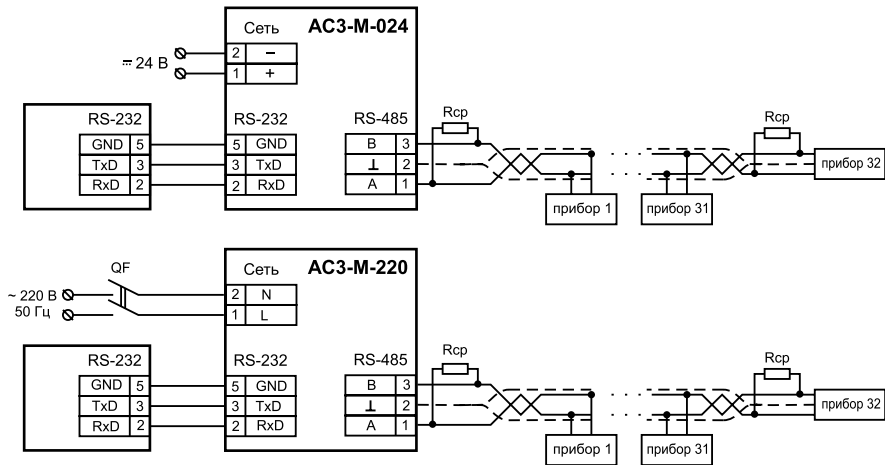 Сеть АС3-М-024
2 –
⎓ 24 В
1 +
RS-232 RS-232 RS-485 Rср Rср
GND 5 5 GND B 3
TxD 3 3 TxD ⊥ 2 прибор 32
RxD 2 2 RxD A 1
прибор 1 прибор 31
QF Сеть АС3-М-220
~ 220 В 2 N
50 Гц 1 L
RS-232 RS-232 RS-485 Rср Rср
GND 5 5 GND B 3
TxD 3 3 TxD ⊥ 2 прибор 32
RxD 2 2 RxD A 1
прибор 1 прибор 31